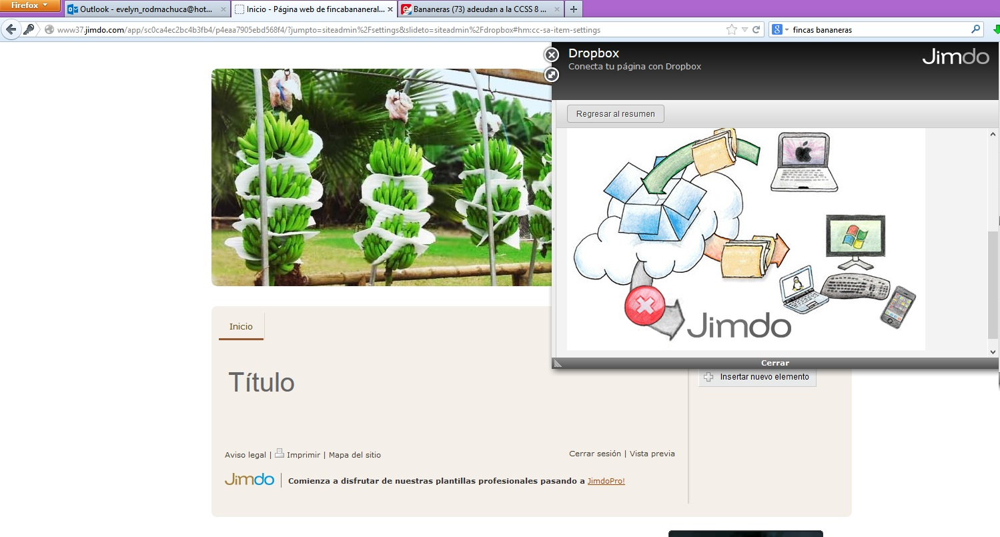 Firefox
Outlook - evelyn_rodmachuca@hot...
Inicio - Página web de fincabananeral...
Bananeras (73) adeudan a la CCSS 8 ...
www37.jimdo.com/app/sc0ca4ec2bc4b3fb4/p4eaa7905ebd568f4/?jumpto=siteadmin%2Fsettings&slideto=siteadmin%2Fdropbox#hm:cc-sa-item-settings
fincas bananeras
Dropbox
Jimdo
Conecta tu página con Dropbox
Regresar al resumen
Jimdo
Cerrar
Inicio
Insertar nuevo elemento
Título
Aviso legal | Imprimir | Mapa del sitio
Cerrar sesión | Vista previa
Jimdo | Comienza a disfrutar de nuestras plantillas profesionales pasando a JimdoPro!